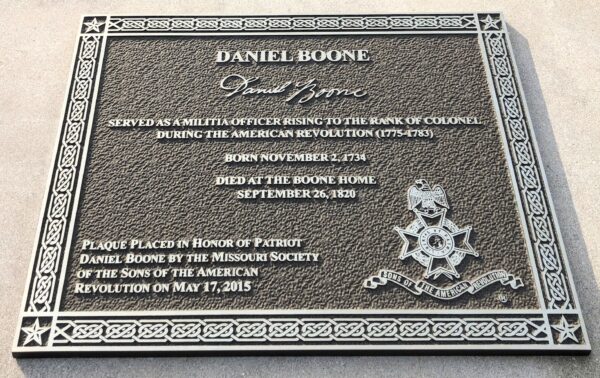 DANIEL BOONE
Daniel Boone
SERVED AS A MILITIA OFFICER RISING TO THE RANK OF COLONEL
DURING THE AMERICAN REVOLUTION (1775-1783)
BORN NOVEMBER 2, 1734
DIED AT THE BOONE HOME
SEPTEMBER 26, 1820
PLAQUE PLACED IN HONOR OF PATRIOT
DANIEL BOONE BY THE MISSOURI SOCIETY
OF THE SONS OF THE AMERICAN
REVOLUTION ON MAY 17, 2015
SONS OF THE AMERICAN REVOLUTION